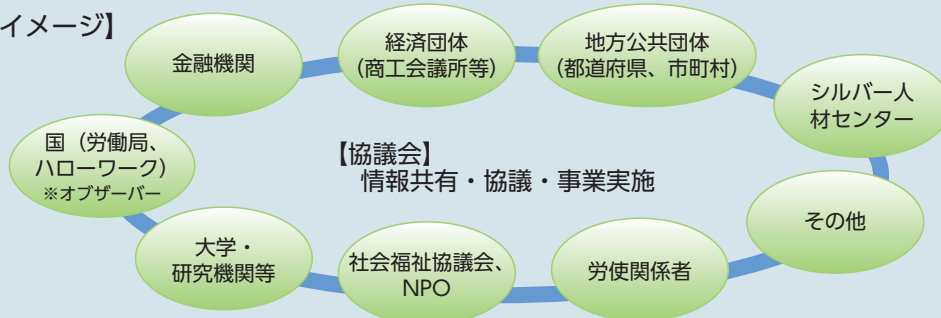 イメージ】
金融機関
経済団体
（商工会議所等）
地方公共団体
（都道府県、市町村）
シルバー人
材センター
国（労働局、
ハローワーク）
※オブザーバー
【協議会】
情報共有・協議・事業実施
その他
大学・
研究機関等
社会福祉協議会、
NPO
労使関係者